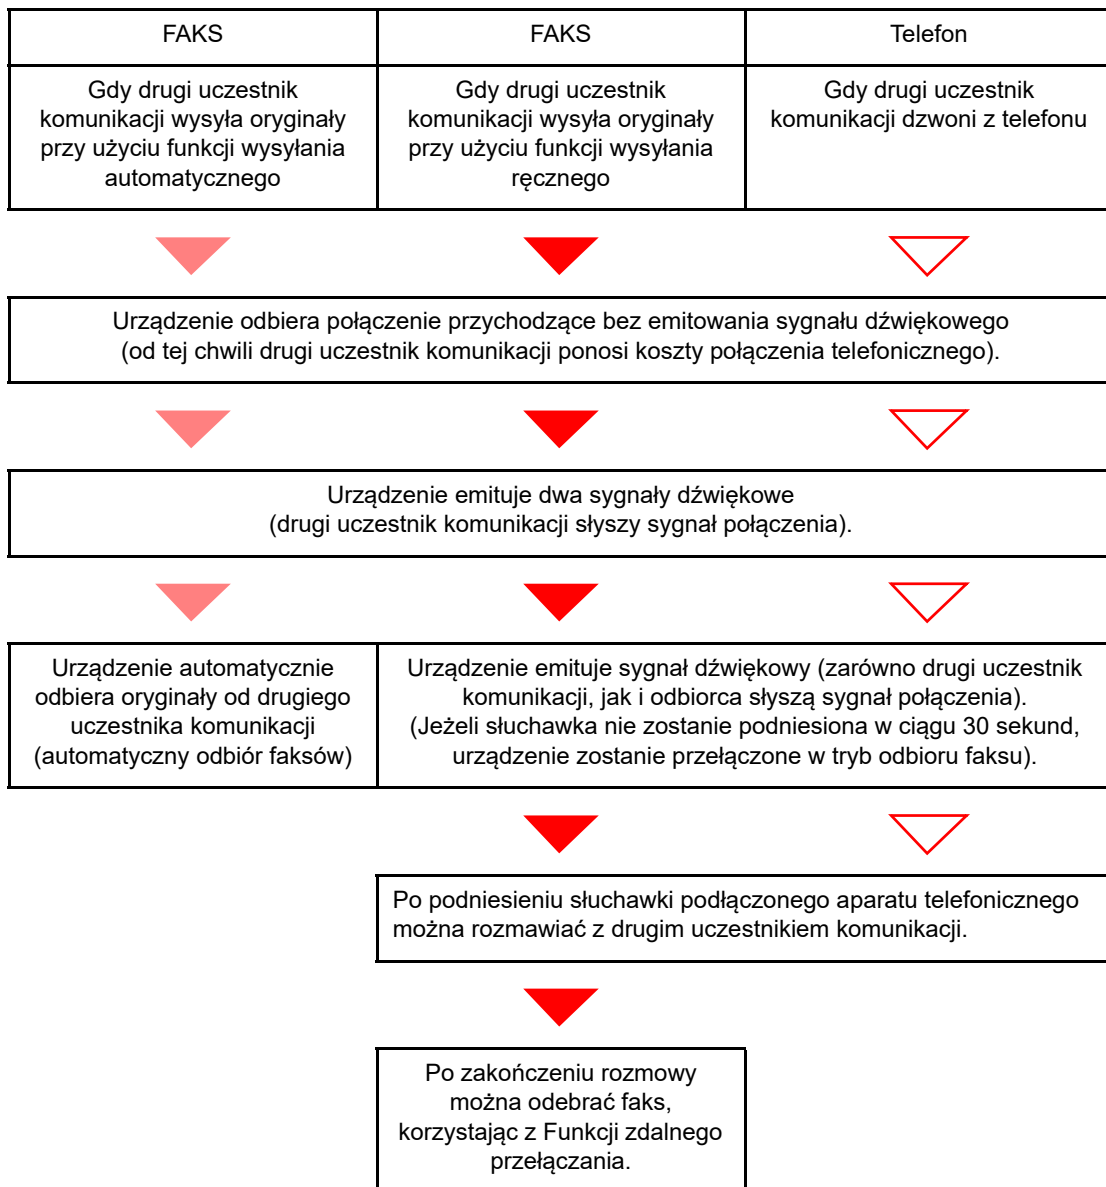 FAKS
FAKS
Telefon
Gdy drugi uczestnik
komunikacji wysyła oryginały
przy użyciu funkcji wysyłania
automatycznego
Gdy drugi uczestnik
komunikacji wysyła oryginały
przy użyciu funkcji wysyłania
ręcznego
Gdy drugi uczestnik
komunikacji dzwoni z telefonu
Urządzenie odbiera połączenie przychodzące bez emitowania sygnału dźwiękowego
(od tej chwili drugi uczestnik komunikacji ponosi koszty połączenia telefonicznego).
Urządzenie emituje dwa sygnały dźwiękowe
(drugi uczestnik komunikacji słyszy sygnał połączenia).
Urządzenie automatycznie
odbiera oryginały od drugiego
uczestnika komunikacji
(automatyczny odbiór faksów)
Urządzenie emituje sygnał dźwiękowy (zarówno drugi uczestnik
komunikacji, jak i odbiorca słyszą sygnał połączenia).
(Jeżeli słuchawka nie zostanie podniesiona w ciągu 30 sekund,
urządzenie zostanie przełączone w tryb odbioru faksu).
Po podniesieniu słuchawki podłączonego aparatu telefonicznego
można rozmawiać z drugim uczestnikiem komunikacji.
Po zakończeniu rozmowy
można odebrać faks,
korzystając z Funkcji zdalnego
przełączania.